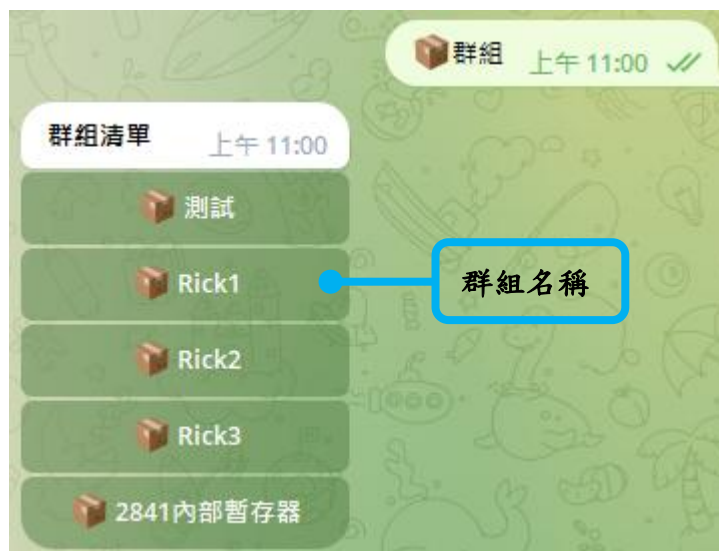 📦群組 上午 11:00
群組清單 上午 11:00
📦 測試
📦 Rick1
群組名稱
📦 Rick2
📦 Rick3
📦 2841內部暫存器